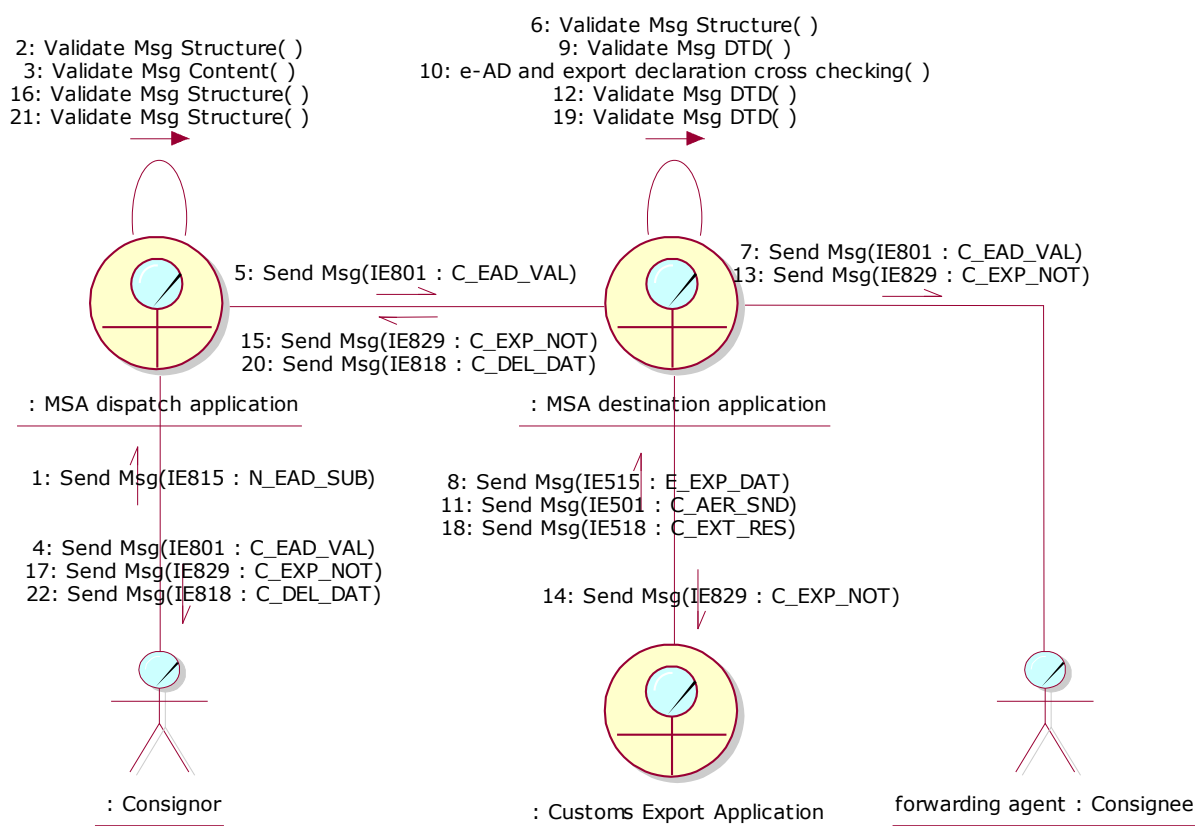 2: Validate Msg Structure( )
3: Validate Msg Content( )
16: Validate Msg Structure( )
21: Validate Msg Structure( )
6: Validate Msg Structure( )
9: Validate Msg DTD( )
10: e-AD and export declaration cross checking( )
12: Validate Msg DTD( )
19: Validate Msg DTD( )
5: Send Msg(IE801 : C_EAD_VAL)
7: Send Msg(IE801 : C_EAD_VAL)
13: Send Msg(IE829 : C_EXP_NOT)
15: Send Msg(IE829 : C_EXP_NOT)
20: Send Msg(IE818 : C_DEL_DAT)
: MSA dispatch application
: MSA destination application
1: Send Msg(IE815 : N_EAD_SUB)
8: Send Msg(IE515 : E_EXP_DAT)
11: Send Msg(IE501 : C_AER_SND)
18: Send Msg(IE518 : C_EXT_RES)
4: Send Msg(IE801 : C_EAD_VAL)
17: Send Msg(IE829 : C_EXP_NOT)
22: Send Msg(IE818 : C_DEL_DAT)
14: Send Msg(IE829 : C_EXP_NOT)
: Consignor
: Customs Export Application
forwarding agent : Consignee